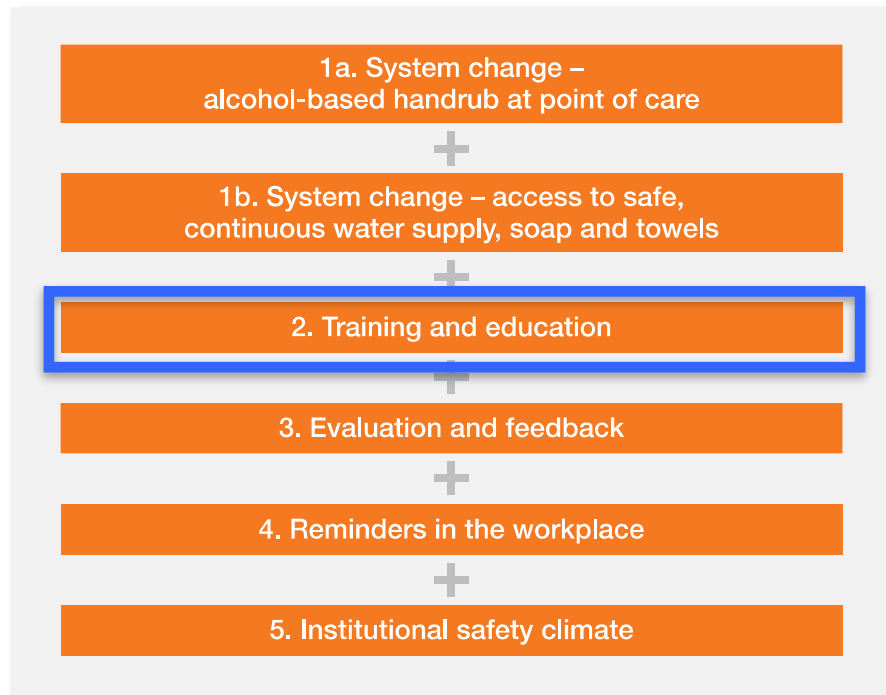 1a. System change –
alcohol-based handrub at point of care
+
1b. System change – access to safe,
continuous water supply, soap and towels
+
2. Training and education
+
3. Evaluation and feedback
+
4. Reminders in the workplace
+
5. Institutional safety climate